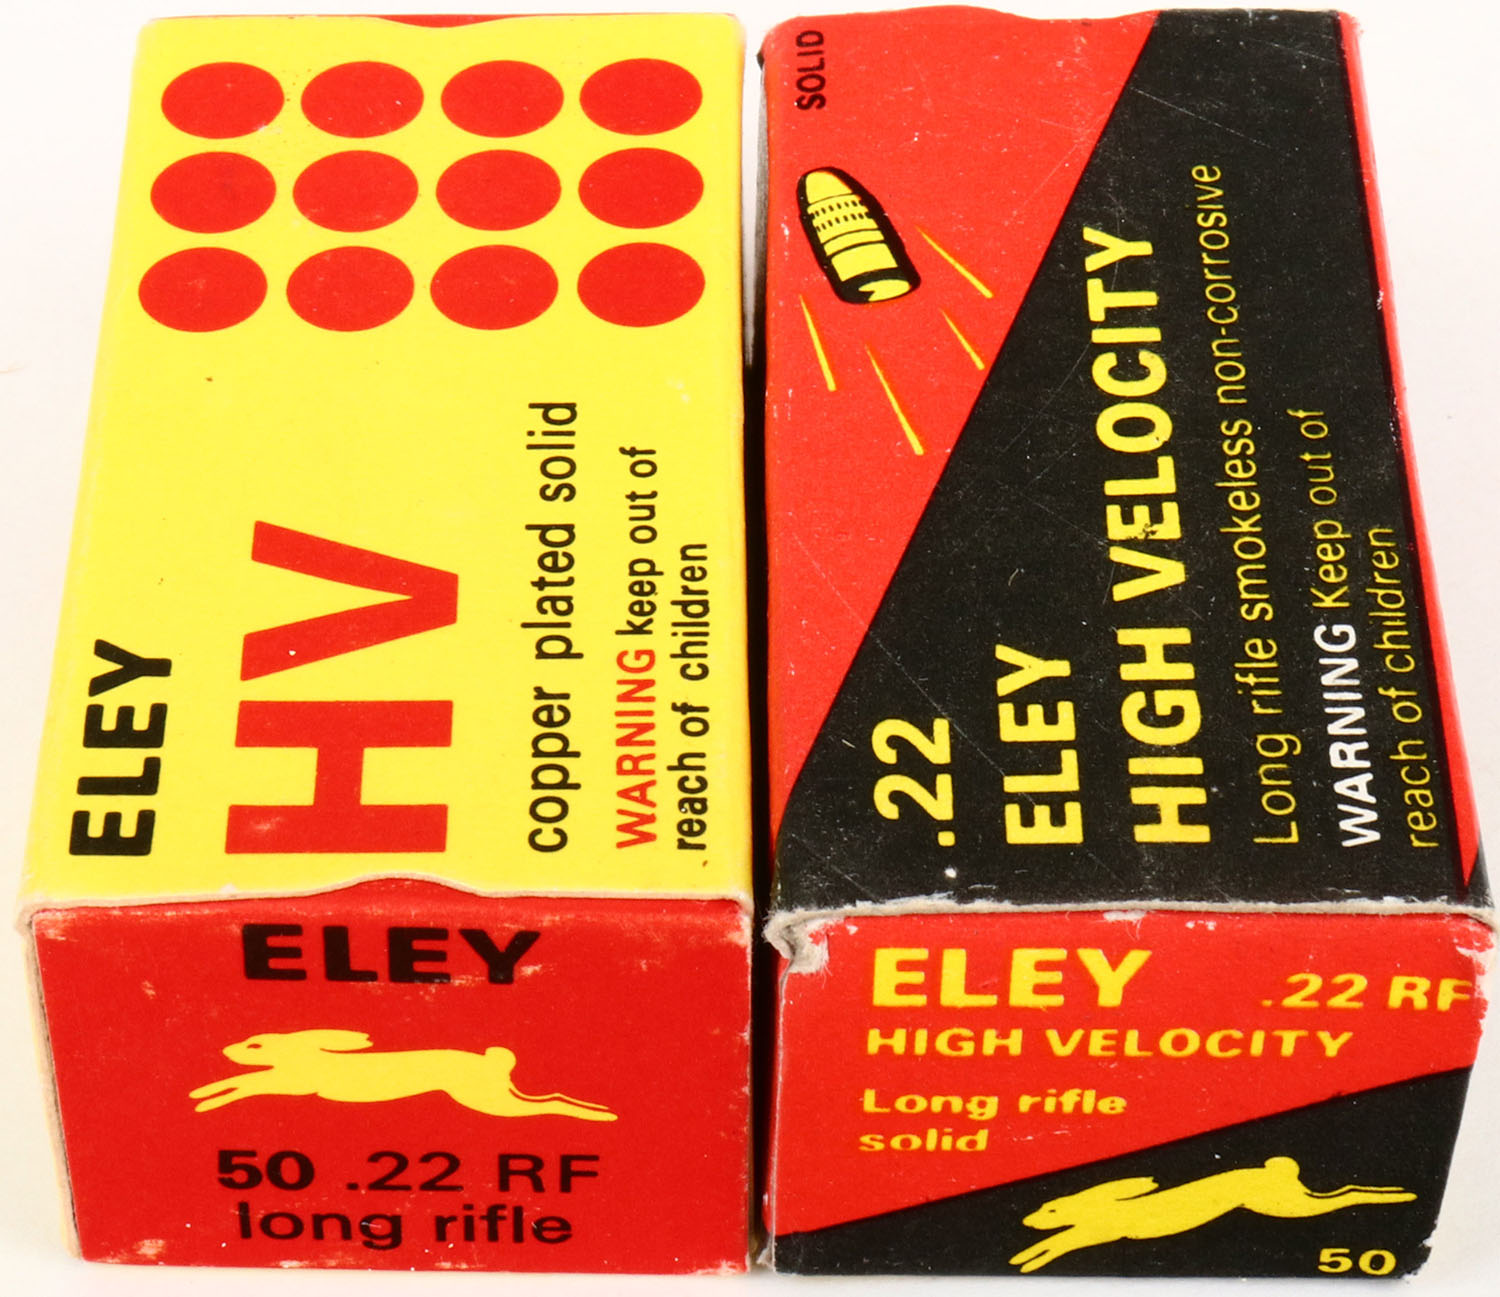 ELEY
HV
copper plated solid
WARNING keep out of
reach of children
ELEY
50 .22 RF
long rifle
SOLID
.22
ELEY
HIGH VELOCITY
Long rifle smokeless non-corrosive
WARNING Keep out of
reach of children
ELEY .22 RF
HIGH VELOCITY
Long rifle
solid
50